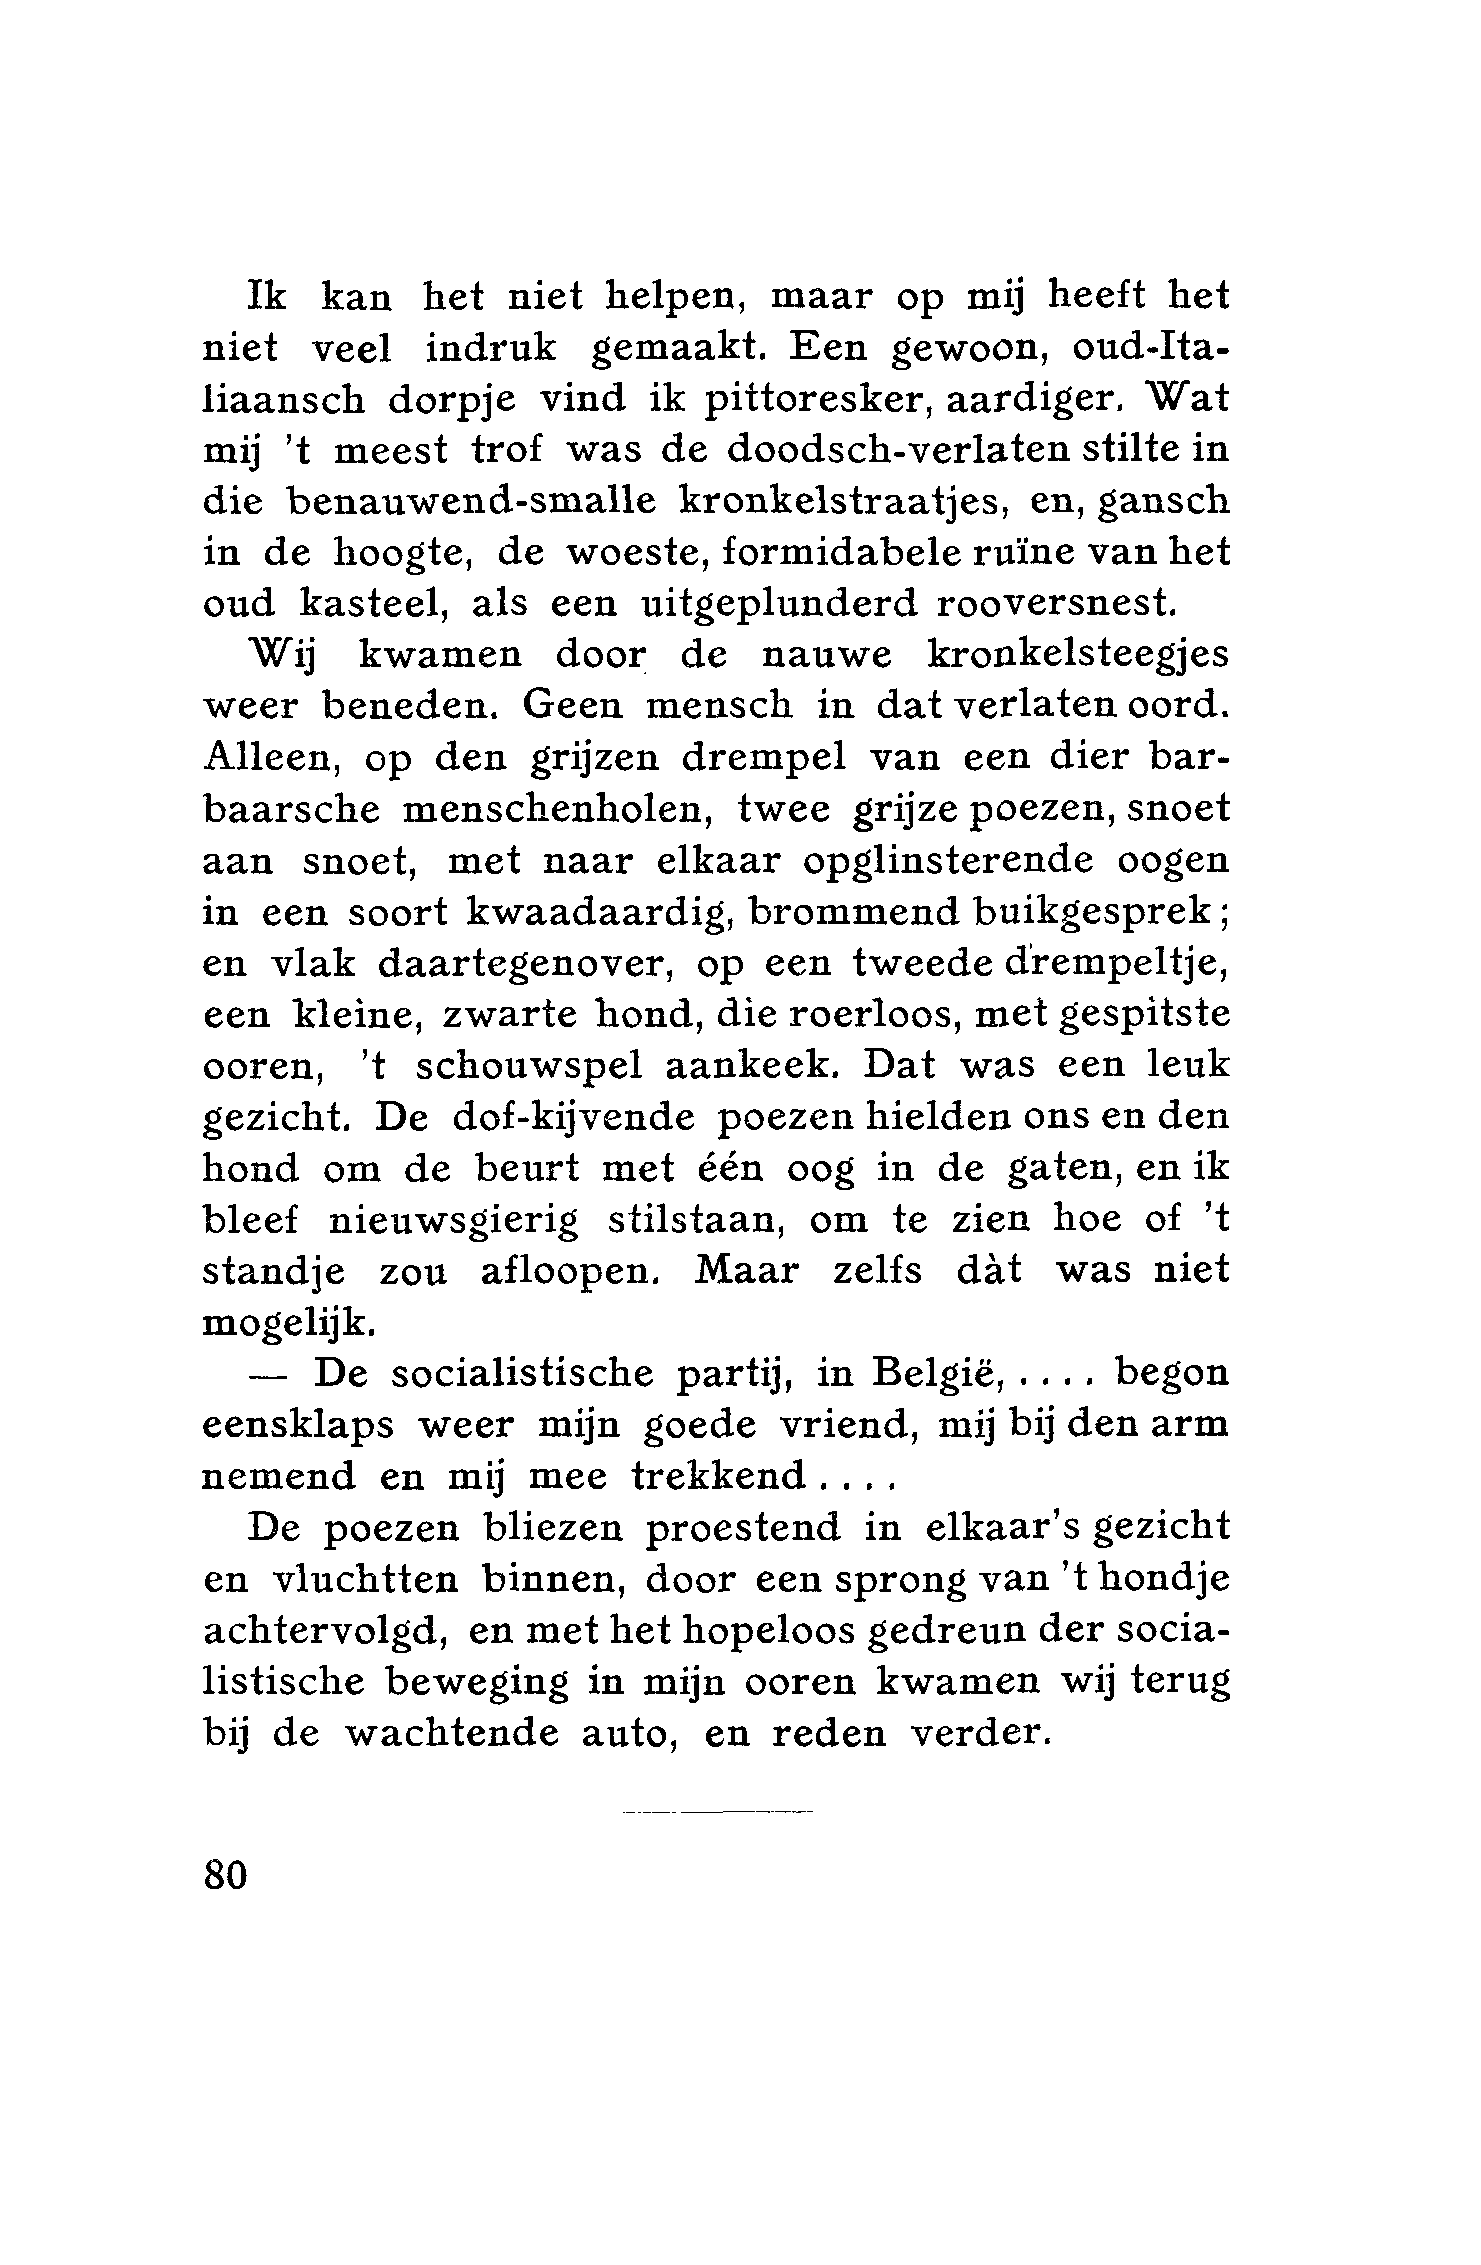 Ik kan het niet helpen, maar op mij heeft het
niet veel indruk gemaakt. Een gewoon, oud-Ita-
liaansch dorpje vind ik pittoresker, aardiger. Wat
mij 't meest trof was de doodsch-verlaten stilte in
die benauwend-smalle kronkelstraatjes, en, gansch
in de hoogte, de woeste, formidabele ruïne van het
oud kasteel, als een uitgeplunderd rooversnest.
Wij kwamen door de nauwe kronkelsteegjes
weer beneden. Geen mensch in dat verlaten oord.
Alleen, op den grijzen drempel van een dier bar-
baarsche menschenholen, twee grijze poezen, snoet
aan snoet, met naar elkaar opglinsterende oogen
in een soort kwaadaardig, brommend buikgesprek;
en vlak daartegenover, op een tweede drempeltje,
een kleine, zwarte hond, die roerloos, met gespitste
ooren, 't schouwspel aankeek. Dat was een leuk
gezicht. De dof-kijvende poezen hielden ons en den
hond om de beurt met één oog in de gaten, en ik
bleef nieuwsgierig stilstaan, om te zien hoe of 't
standje zou afloopen. Maar zelfs dàt was niet
mogelijk.
— De socialistische partij, in België, .... begon
eensklaps weer mijn goede vriend, mij bij den arm
nemend en mij mee trekkend ....
De poezen bliezen proestend in elkaar's gezicht
en vluchtten binnen, door een sprong van 't hondje
achtervolgd, en met het hopeloos gedreun der socia-
listische beweging in mijn ooren kwamen wij terug
bij de wachtende auto, en reden verder.
80